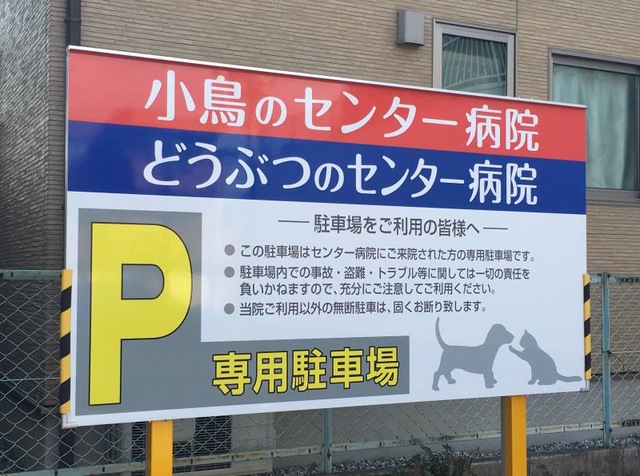 小鳥のセンター病院
どうぶつのセンター病院
駐車場をご利用の皆様へ
● この駐車場はセンター病院にご来院された方の専用駐車場です。
● 駐車場内での事故・盗難・トラブル等に関しては一切の責任を
負いかねますので、充分にご注意してご利用ください。
● 当院ご利用以外の無断駐車は、固くお断り致します。
P
専用駐車場